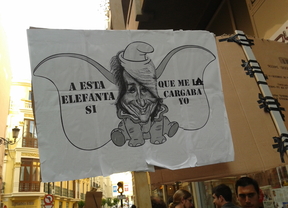 A ESTA
ELEFANTA
SI
QUE ME LA
CARGABA
YO